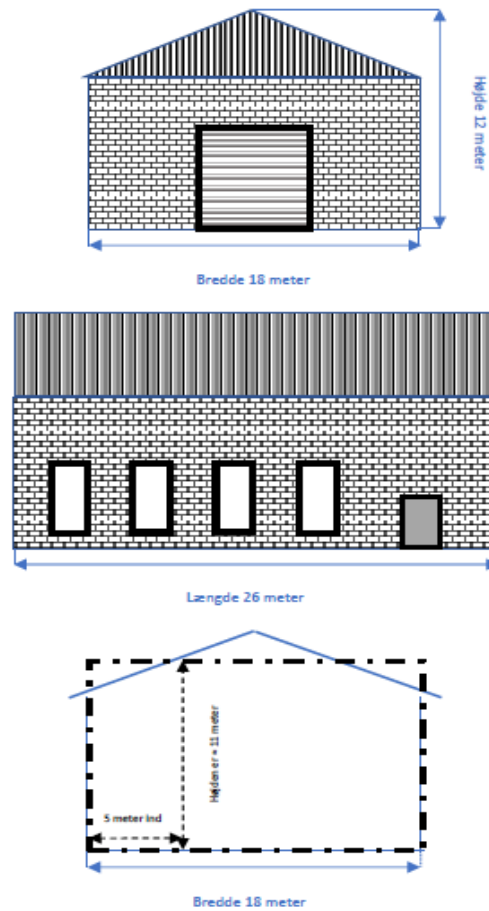 Højde 12 meter
Bredde 18 meter
Længde 26 meter
Højden er = 11 meter
5 meter ind
Bredde 18 meter